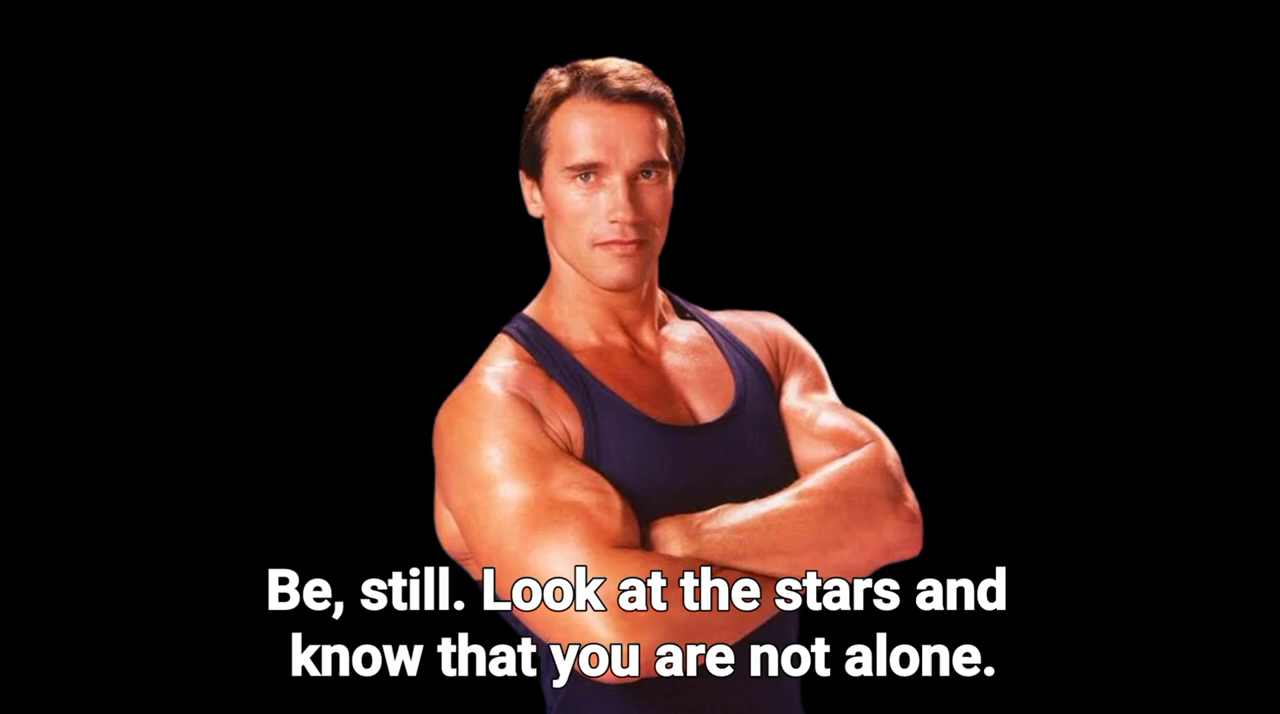 Be, still. Look at the stars and
know that you are not alone.